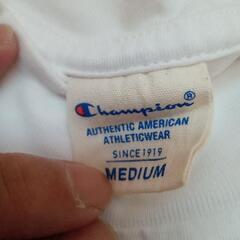 Champion®
AUTHENTIC AMERICAN
ATHLETICWEAR
SINCE 1919
MEDIUM